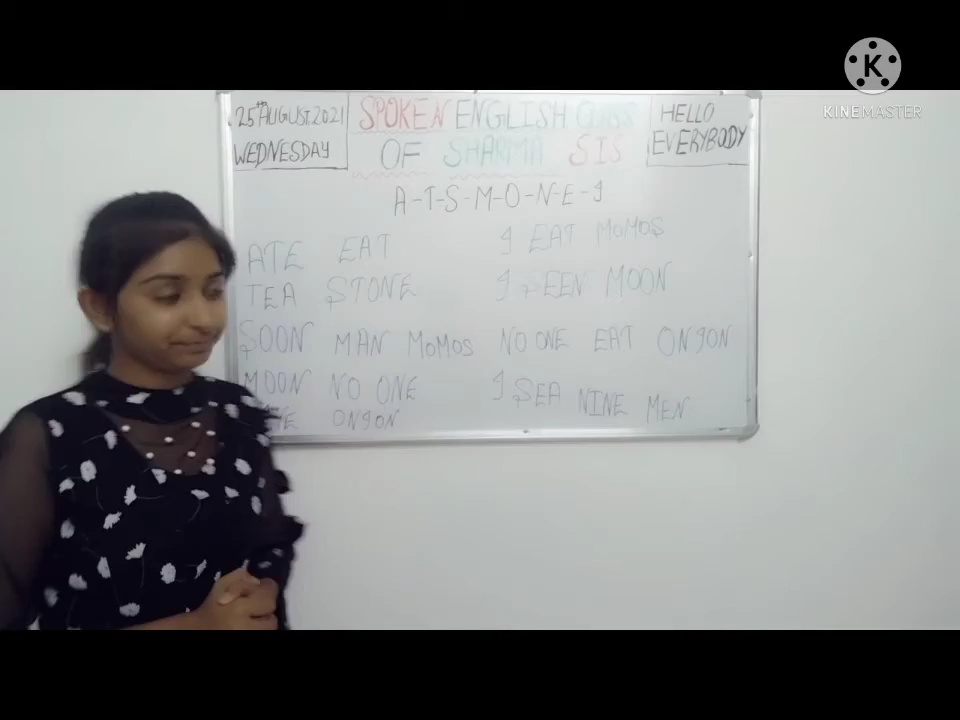 KINEMASTER
25th AUGUST 2021
WEDNESDAY
SPOKEN ENGLISH CLASS
OF SHARMA SIS
HELLO
EVERYBODY
A-T-S-M-O-N-E-I
ATE EAT
TEA STONE
SOON MAN MOMOS
MOON NO ONE
ONION
I EAT MOMOS
I SEEN MOON
NO ONE EAT ONION
I SEA NINE MEN